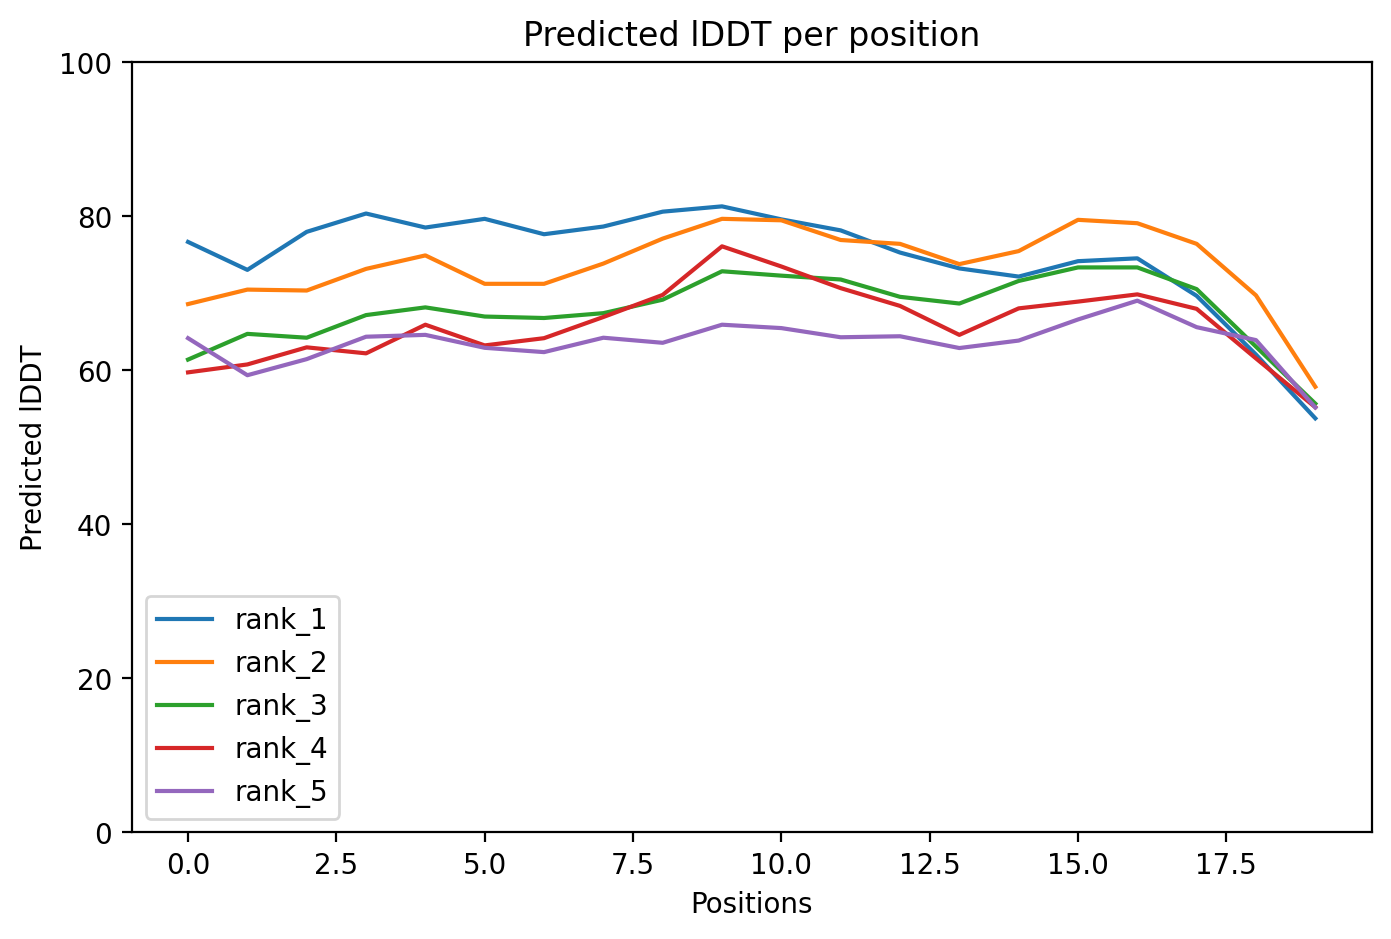 Predicted lDDT per position
100
80
60
40
20
0
Predicted lDDT
rank_1
rank_2
rank_3
rank_4
rank_5
0.0 2.5 5.0 7.5 10.0 12.5 15.0 17.5
Positions